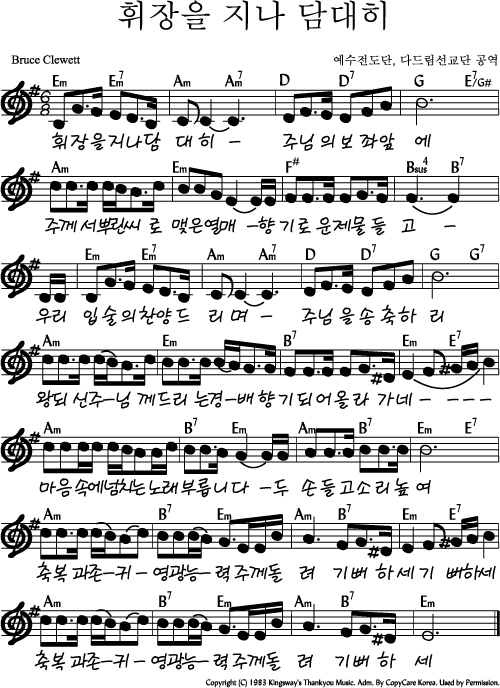 휘장을 지나 담대히
Bruce Clewett
예수전도단, 다드림선교단 공역
Em Em7 Am Am7 D D7 G E7/G#
휘장을지나담 대히 - 주님의보좌앞 에
Am Em F# Bsus4 B7
주께서뿌린씨 로 맺은열매 -향기로운제물들고 -
Em Em7 Am Am7 D D7 G G7
우리 입술의찬양드 리며- 주님을송축하 리
Am Em B7 Em E7
왕되신주-님께드리는경-배향기되어올라가네- - - -
Am B7 Em Am B7 Em E7
마음속에넘치는노래부릅니다 -두 손들고소리높여
Am B7 Em Am B7 Em E7
축복과존-귀-영광능-력주께돌 려 기뻐하세기 뻐하세
Am B7 Em Am B7 Em
축복과존-귀-영광능-력주께돌 려 기뻐 하 세
Copyright (C) 1983 Kingsway's Thankyou Music. Adm. By CopyCare Korea. Used by Permission.